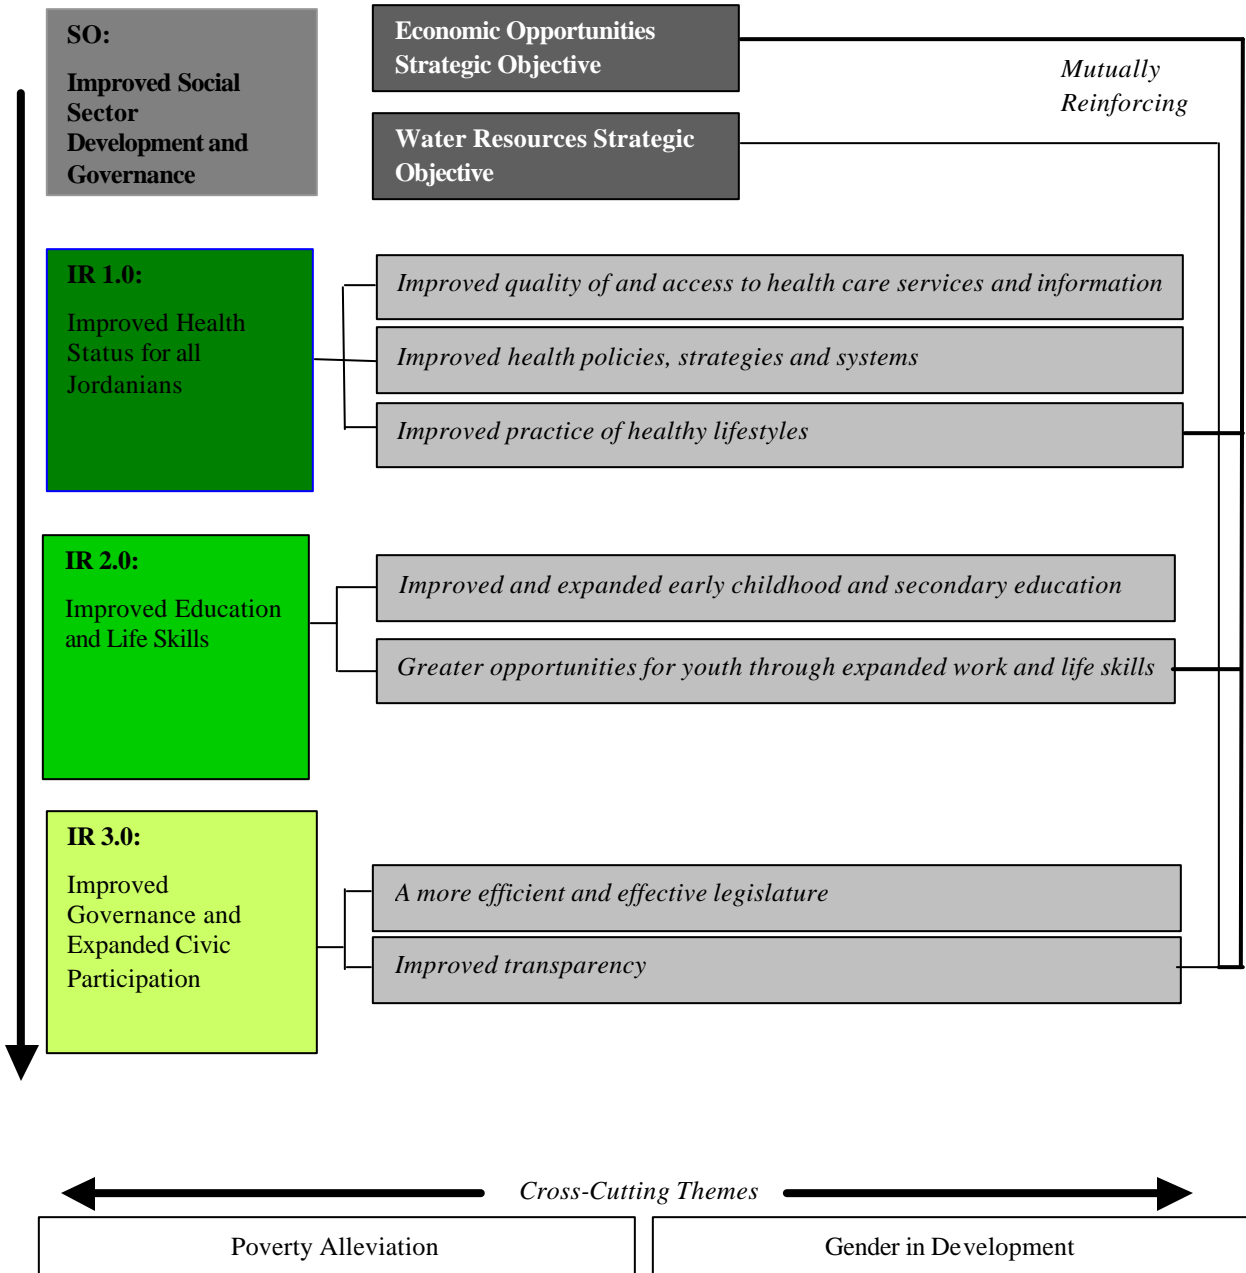 SO:
Improved Social
Sector
Development and
Governance
Economic Opportunities
Strategic Objective
Mutually
Reinforcing
Water Resources Strategic
Objective
IR 1.0:
Improved Health
Status for all
Jordanians
Improved quality of and access to health care services and information
Improved health policies, strategies and systems
Improved practice of healthy lifestyles
IR 2.0:
Improved Education
and Life Skills
Improved and expanded early childhood and secondary education
Greater opportunities for youth through expanded work and life skills
IR 3.0:
Improved
Governance and
Expanded Civic
Participation
A more efficient and effective legislature
Improved transparency
Cross-Cutting Themes
Poverty Alleviation
Gender in Development